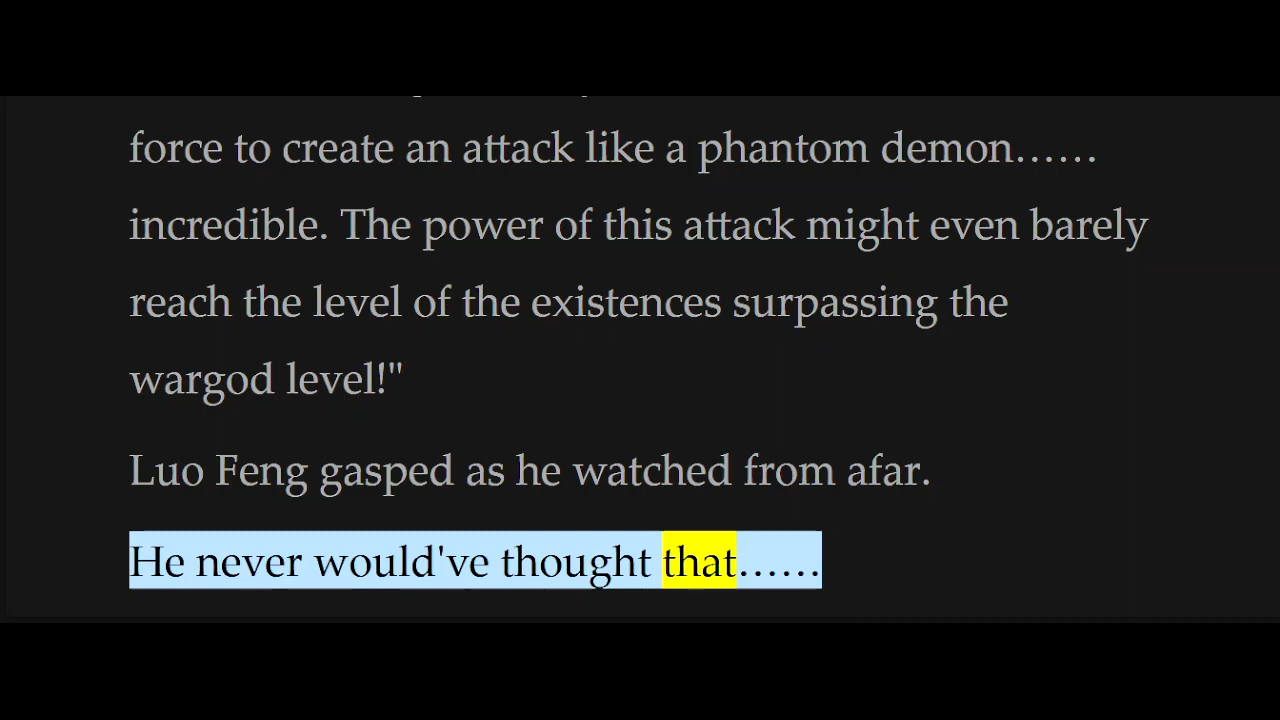 force to create an attack like a phantom demon……
incredible. The power of this attack might even barely
reach the level of the existences surpassing the
wargod level!"
Luo Feng gasped as he watched from afar.
He never would've thought that……